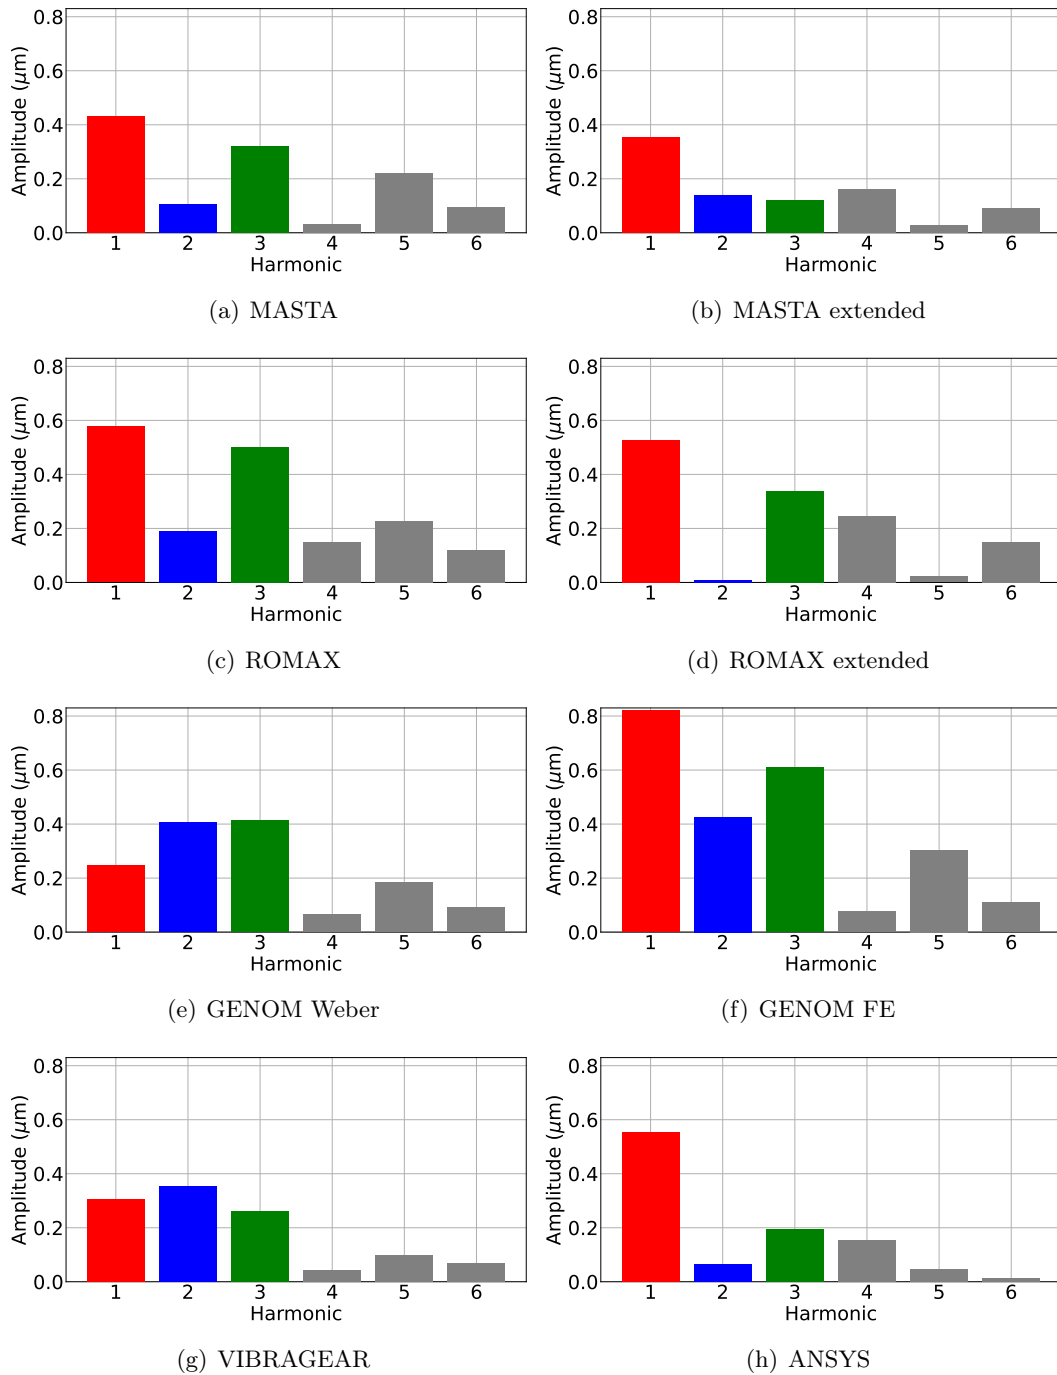 0.8
0.6
0.4
0.2
0.0
Amplitude (μm)
1 2 3 4 5 6
Harmonic
(a) MASTA
0.8
0.6
0.4
0.2
0.0
Amplitude (μm)
1 2 3 4 5 6
Harmonic
(b) MASTA extended
0.8
0.6
0.4
0.2
0.0
Amplitude (μm)
1 2 3 4 5 6
Harmonic
(c) ROMAX
0.8
0.6
0.4
0.2
0.0
Amplitude (μm)
1 2 3 4 5 6
Harmonic
(d) ROMAX extended
0.8
0.6
0.4
0.2
0.0
Amplitude (μm)
1 2 3 4 5 6
Harmonic
(e) GENOM Weber
0.8
0.6
0.4
0.2
0.0
Amplitude (μm)
1 2 3 4 5 6
Harmonic
(f) GENOM FE
0.8
0.6
0.4
0.2
0.0
Amplitude (μm)
1 2 3 4 5 6
Harmonic
(g) VIBRAGEAR
0.8
0.6
0.4
0.2
0.0
Amplitude (μm)
1 2 3 4 5 6
Harmonic
(h) ANSYS